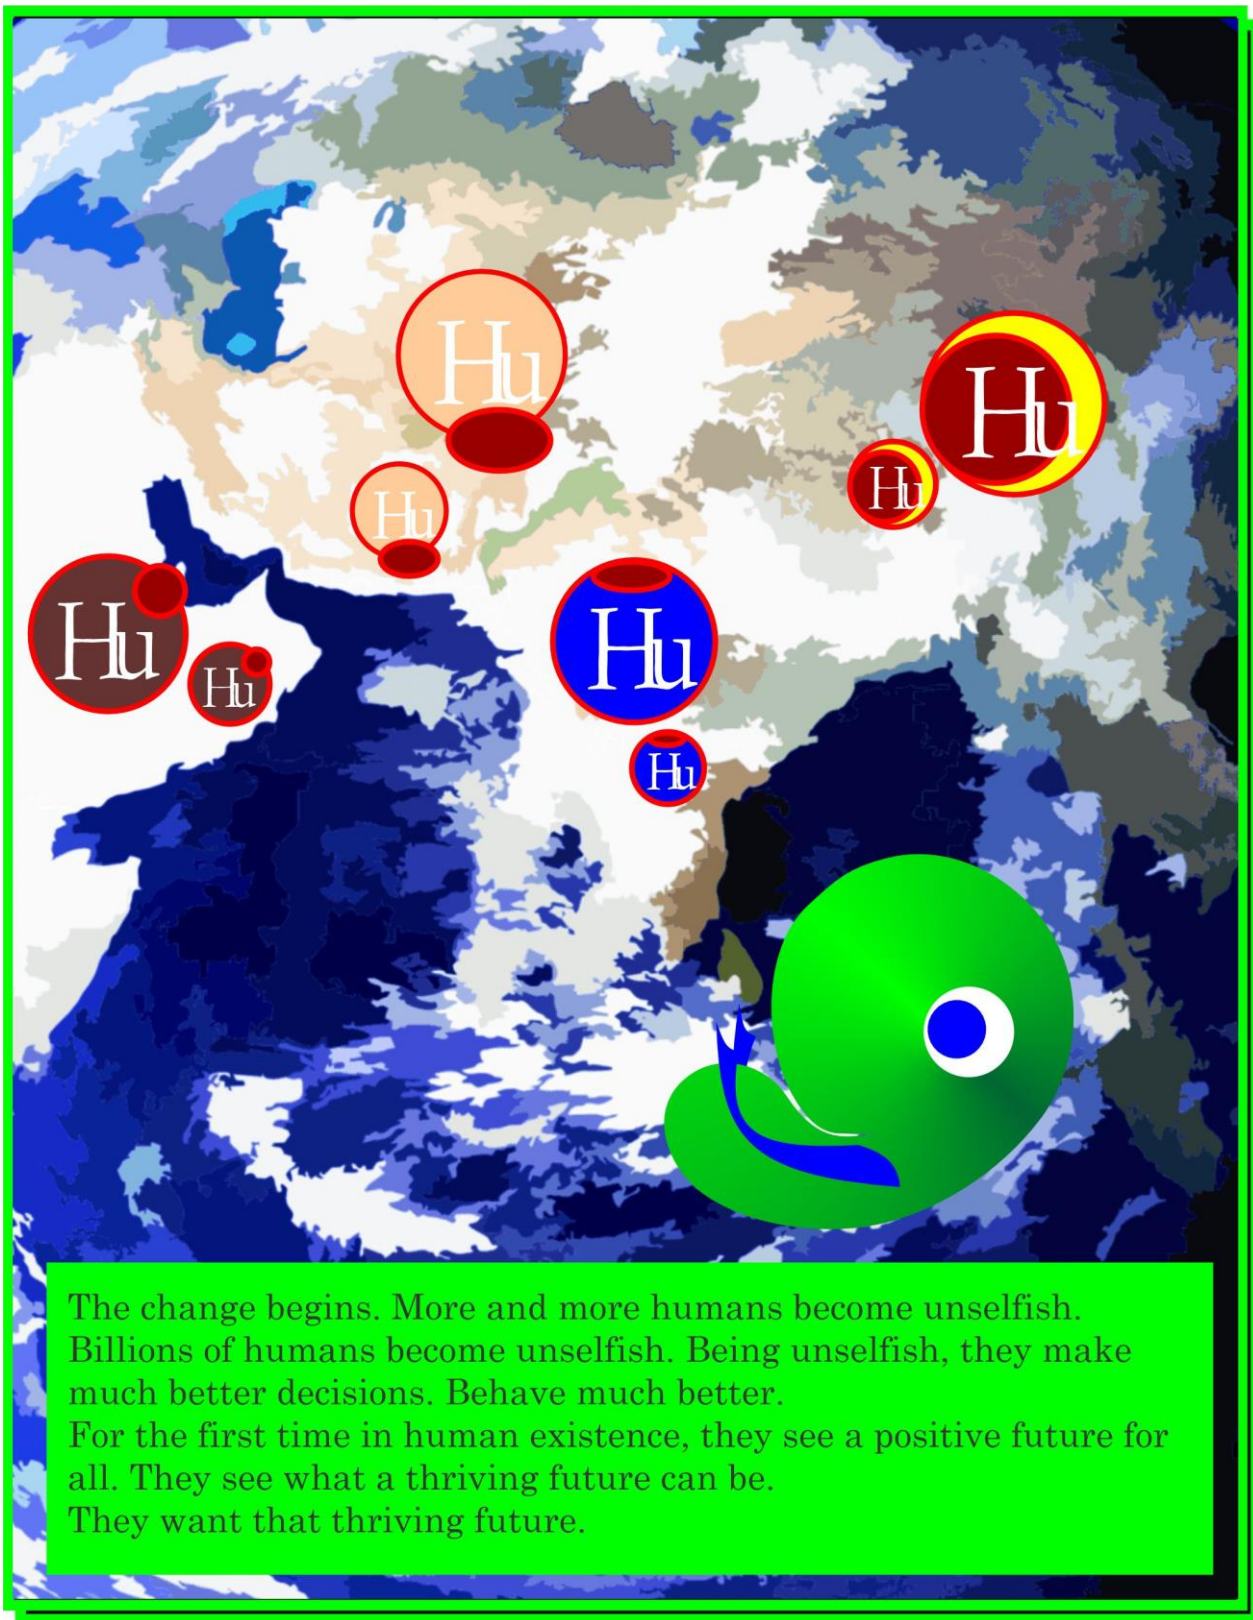 Hu
Hu
Hu
Hu
Hu
Hu
Hu
Hu
The change begins. More and more humans become unselfish.
Billions of humans become unselfish. Being unselfish, they make
much better decisions. Behave much better.
For the first time in human existence, they see a positive future for
all. They see what a thriving future can be.
They want that thriving future.